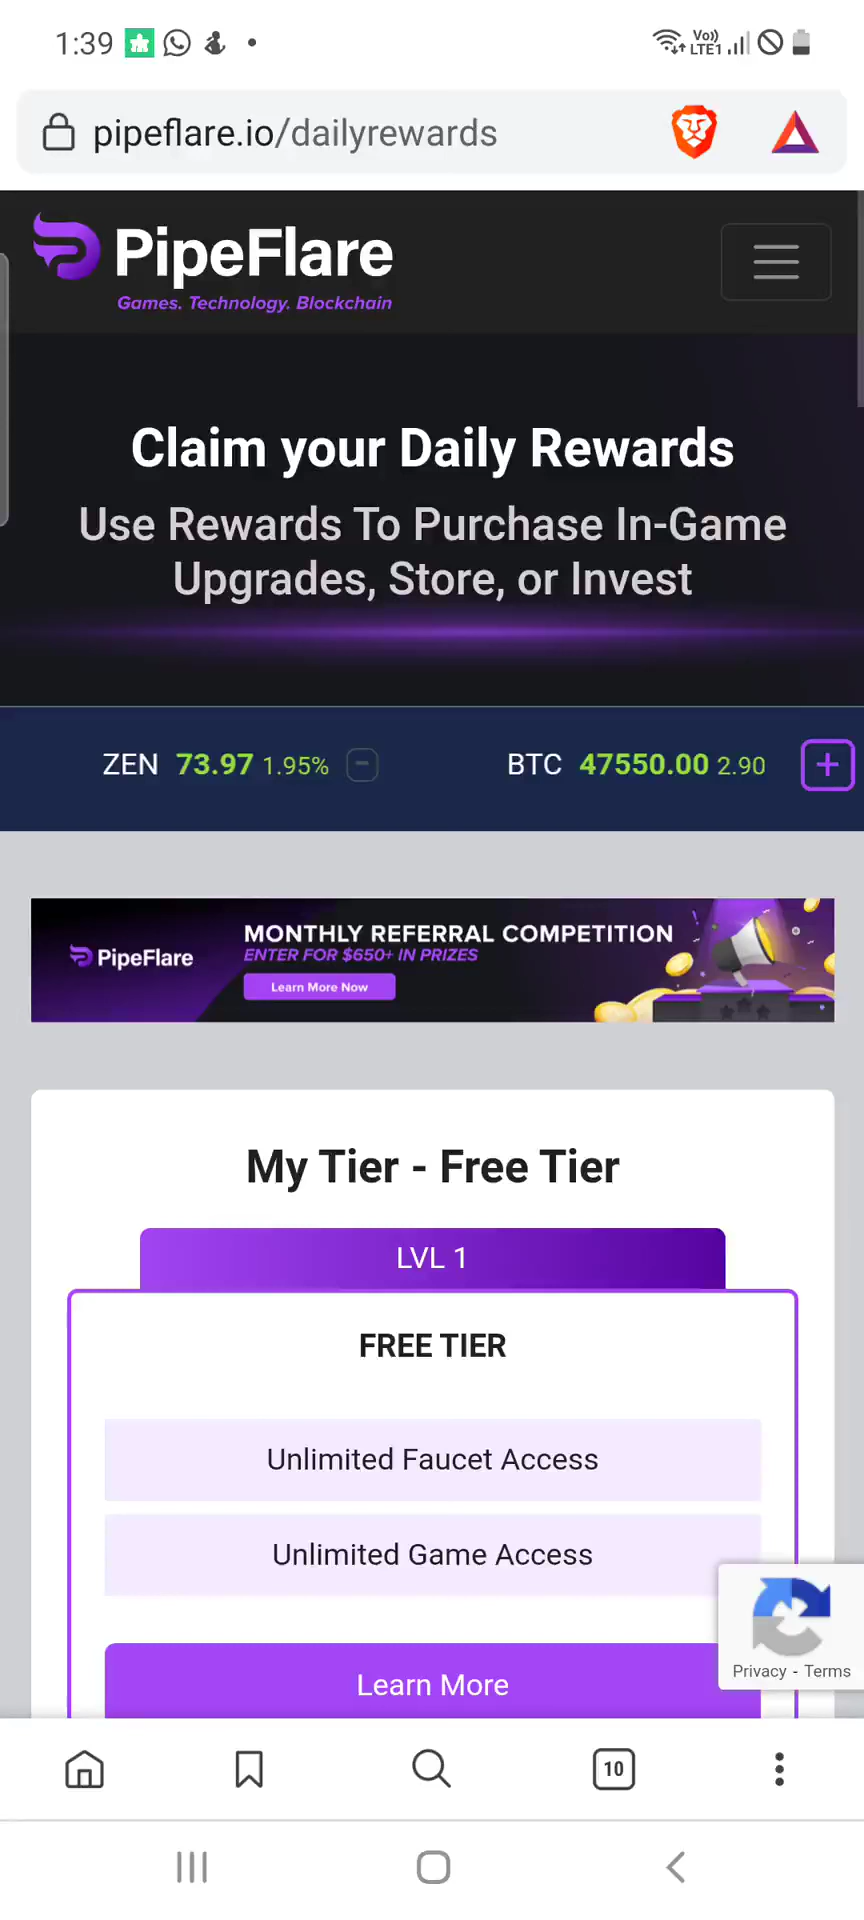 1:39
Vo))
LTE1
pipeflare.io/dailyrewards
PipeFlare
Games. Technology. Blockchain
Claim your Daily Rewards
Use Rewards To Purchase In-Game
Upgrades, Store, or Invest
ZEN 73.97 1.95%
BTC 47550.00 2.90
PipeFlare
MONTHLY REFERRAL COMPETITION
ENTER FOR $650+ IN PRIZES
Learn More Now
My Tier - Free Tier
LVL 1
FREE TIER
Unlimited Faucet Access
Unlimited Game Access
Learn More
Privacy - Terms
10